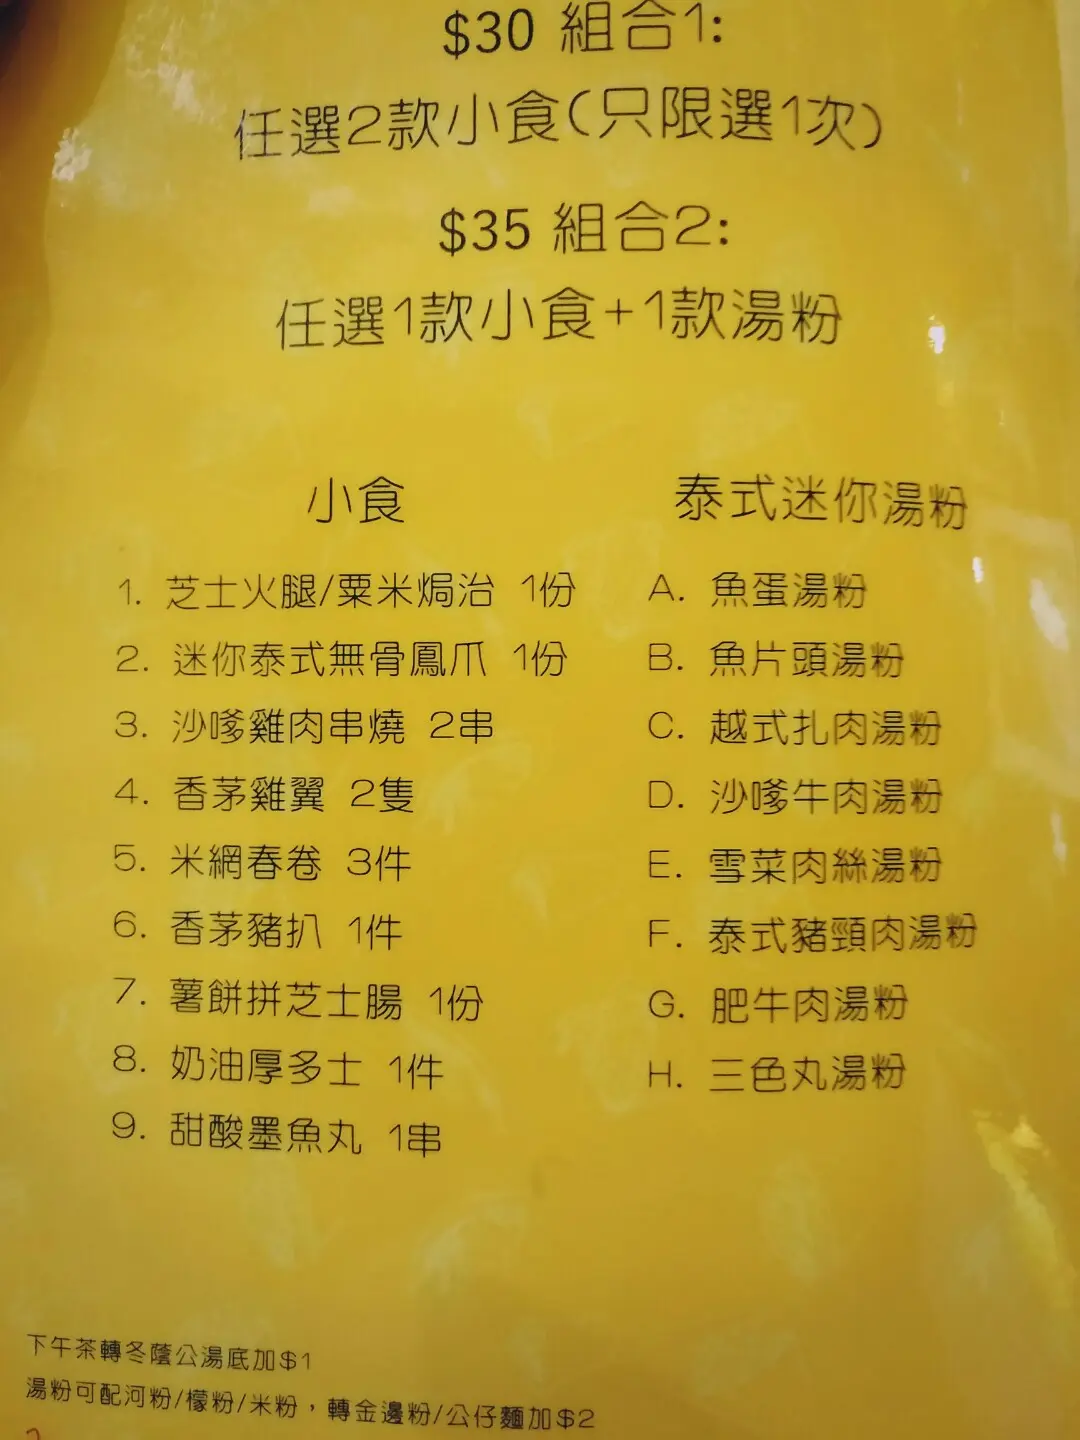 $30 組合1:
任選2款小食(只限選1次)
$35 組合2:
任選1款小食+1款湯粉
小食
1. 芝士火腿/粟米焗治 1份
2. 迷你泰式無骨鳳爪 1份
3. 沙嗲雞肉串燒 2串
4. 香茅雞翼 2隻
5. 米網春卷 3件
6. 香茅豬扒 1件
7. 薯餅拼芝士腸 1份
8. 奶油厚多士 1件
9. 甜酸墨魚丸 1串
泰式迷你湯粉
A. 魚蛋湯粉
B. 魚片頭湯粉
C. 越式扎肉湯粉
D. 沙嗲牛肉湯粉
E. 雪菜肉絲湯粉
F. 泰式豬頸肉湯粉
G. 肥牛肉湯粉
H. 三色丸湯粉
下午茶轉冬蔭公湯底加$1
湯粉可配河粉/檬粉/米粉，轉金邊粉/公仔麵加$2